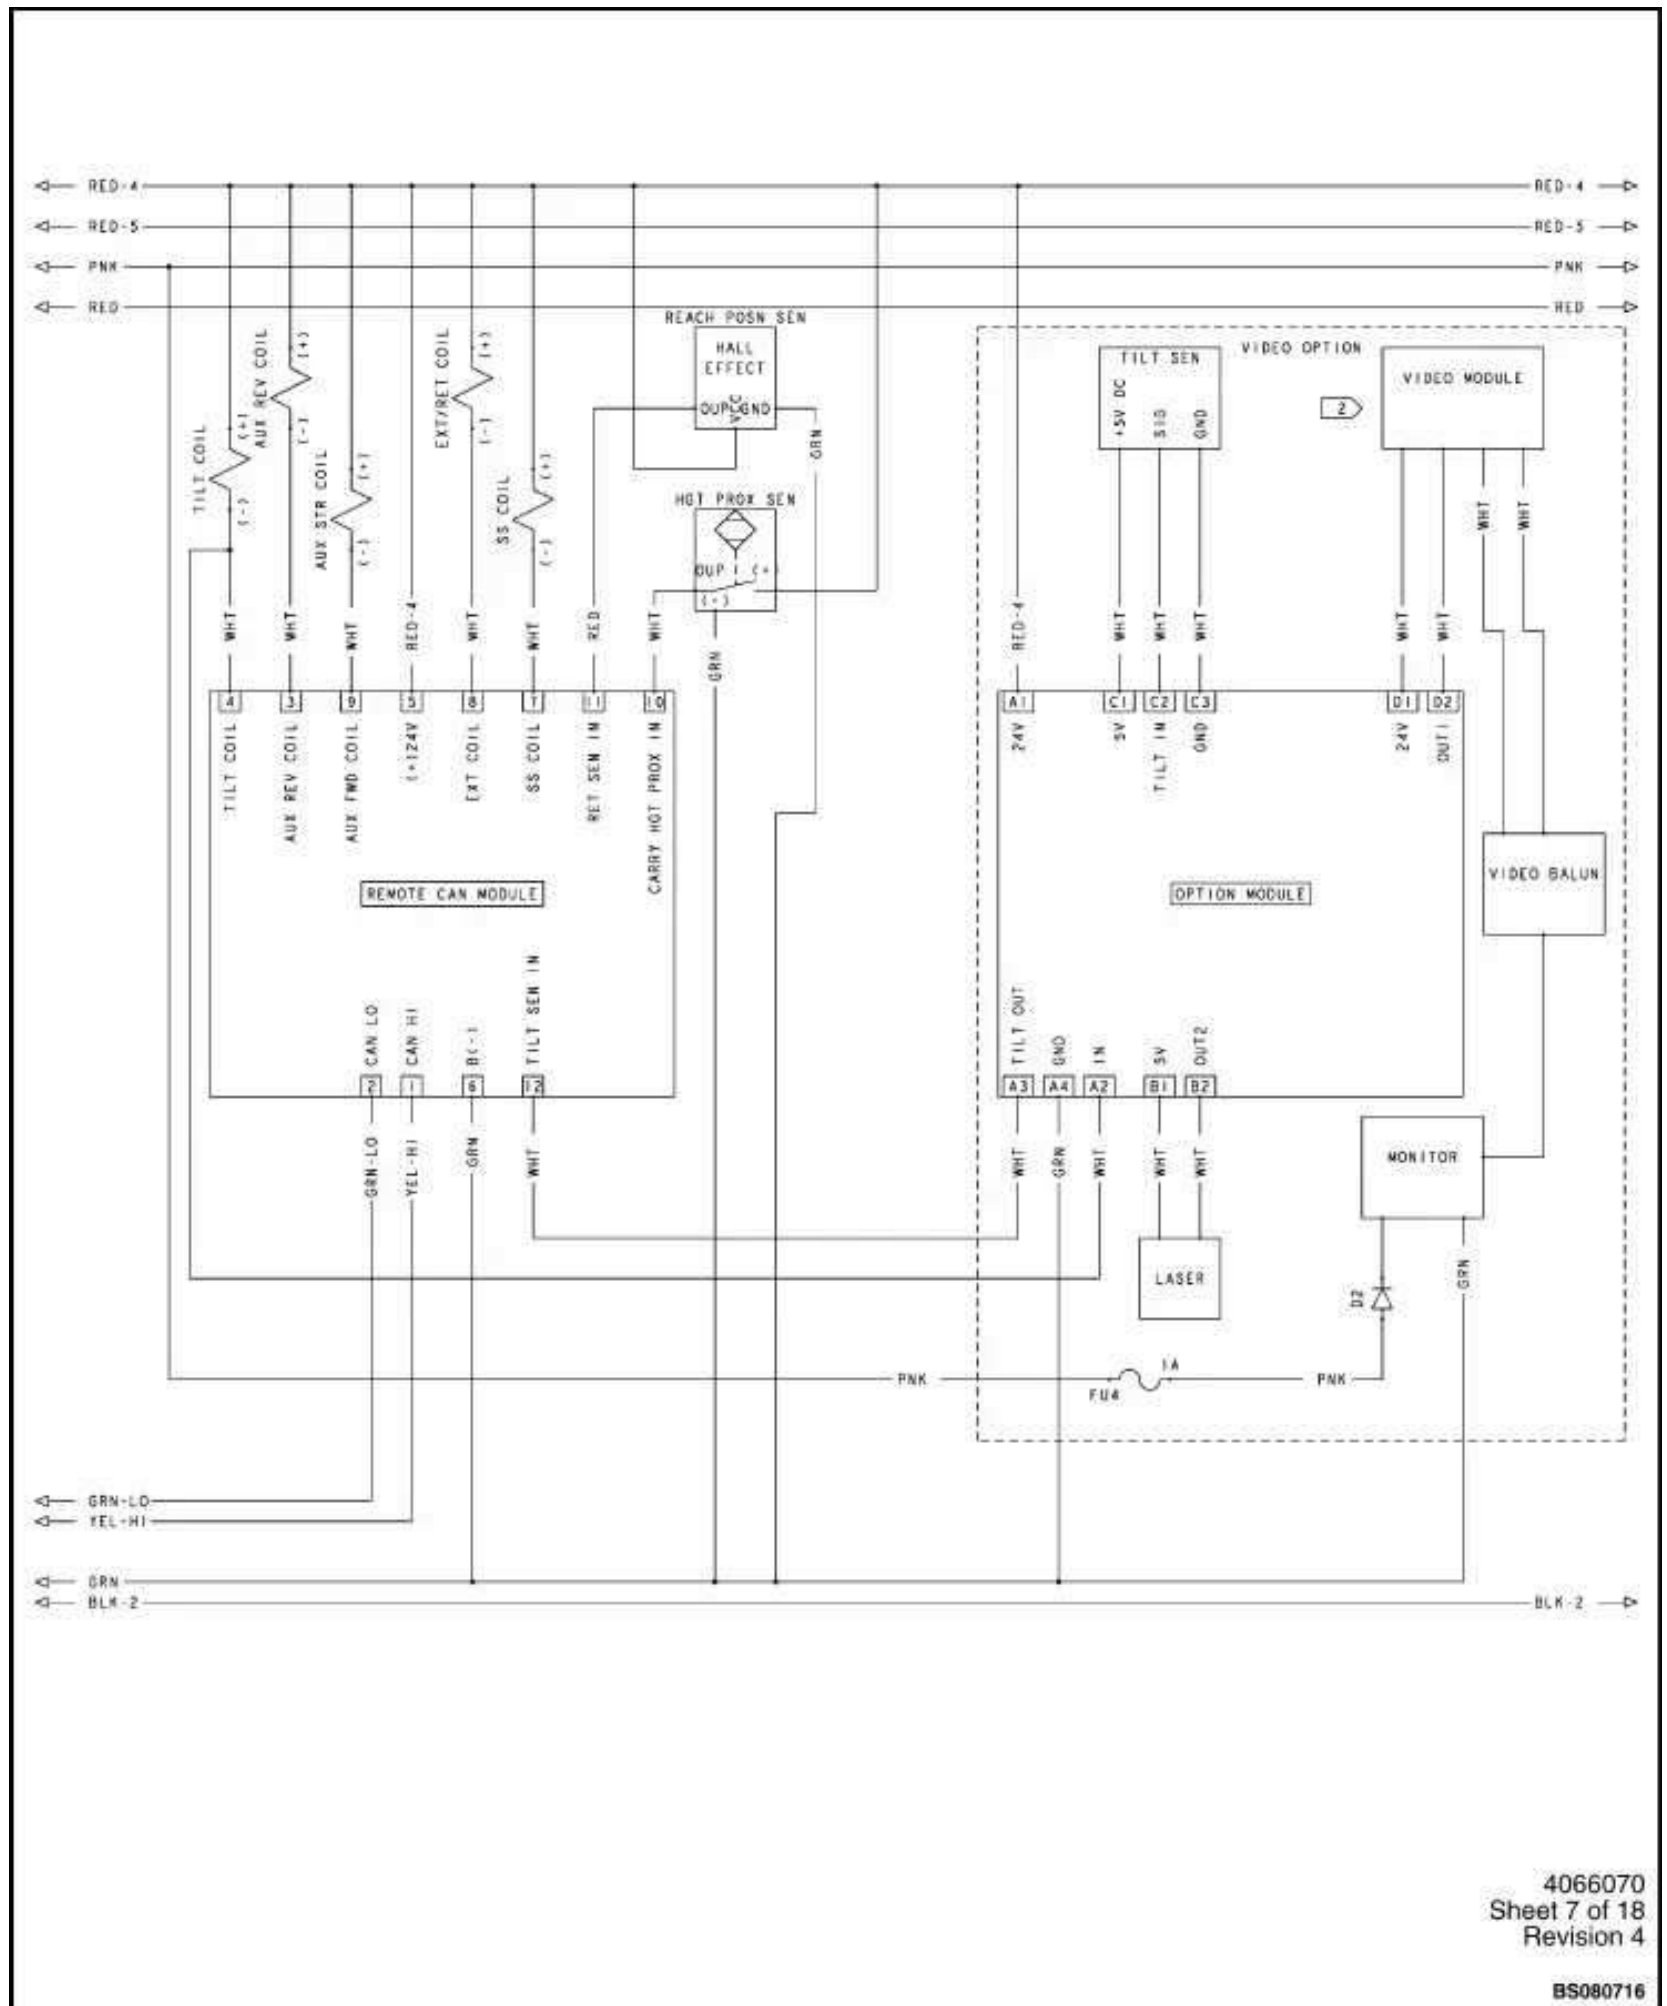 RED-4 RED-4
RED-5 RED-5
PNK PNK
RED RED
REACH POSN SEN
HALL
EFFECT
OUP GND
VCC
GRN
HGT PROX SEN
OUP (+)
(-)
GRN
TILT COIL (+) (-)
AUX REV COIL (+) (-)
AUX STR COIL (+) (-)
EXT/RET COIL (+) (-)
SS COIL (+) (-)
WHT WHT WHT RED-4 WHT WHT RED WHT
4 3 9 5 8 7 11 10
TILT COIL
AUX REV COIL
AUX FWD COIL
(+)24V
EXT COIL
SS COIL
RET SEN IN
CARRY HGT PROX IN
REMOTE CAN MODULE
CAN LO
CAN HI
B(-)
TILT SEN IN
2 1 6 12
GRN-LO YEL-HI GRN WHT
VIDEO OPTION
TILT SEN
+5V DC
SIG
GND
2
VIDEO MODULE
WHT WHT
RED-4 WHT WHT WHT WHT WHT
A1 C1 C2 C3 D1 D2
24V
5V
TILT IN
GND
24V
OUT1
OPTION MODULE
VIDEO BALUN
TILT OUT
GND
IN
5V
OUT2
A3 A4 A2 B1 B2
WHT GRN WHT WHT WHT
MONITOR
LASER
D2
GRN
PNK
1A
FU4
PNK
GRN-LO
YEL-HI
GRN
BLK-2 BLK-2
4066070
Sheet 7 of 18
Revision 4
BS080716